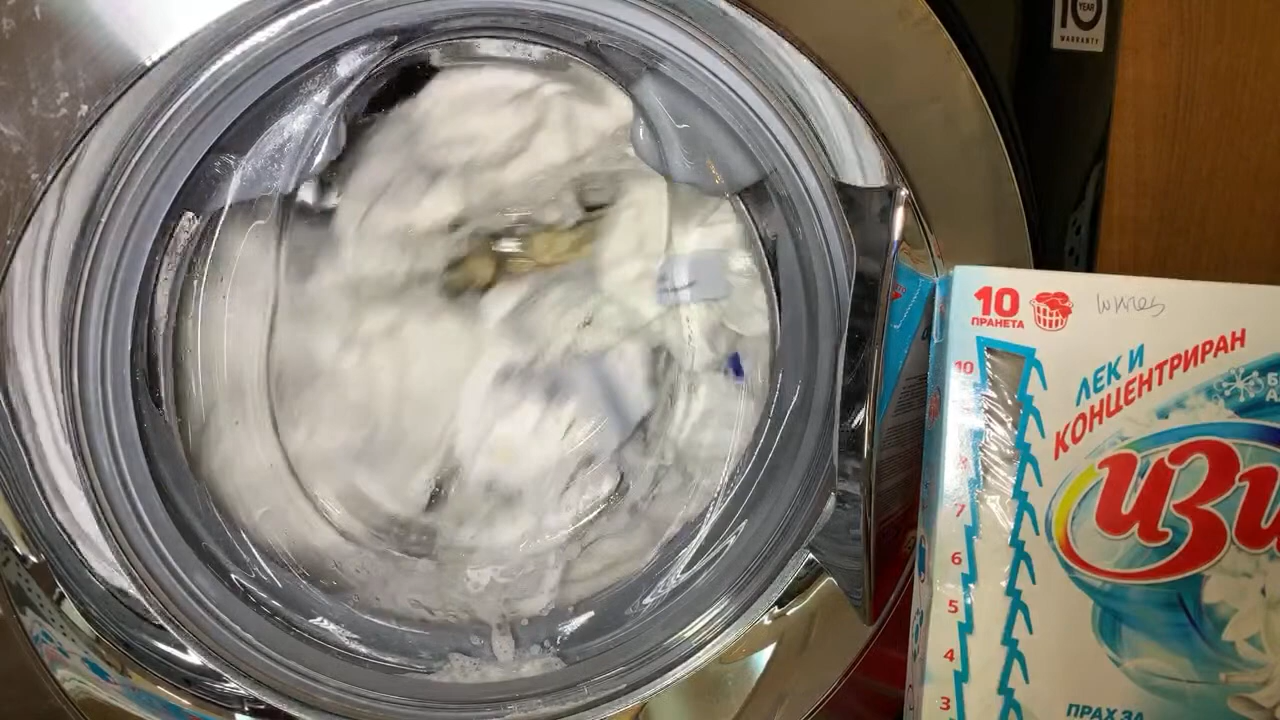 10
YEAR
WARRANTY
10
ПРАНЕТА
whites
ЛЕК И
КОНЦЕНТРИРАН
10
7
6
5
4
3
ИЗИ
ПРАХ ЗА